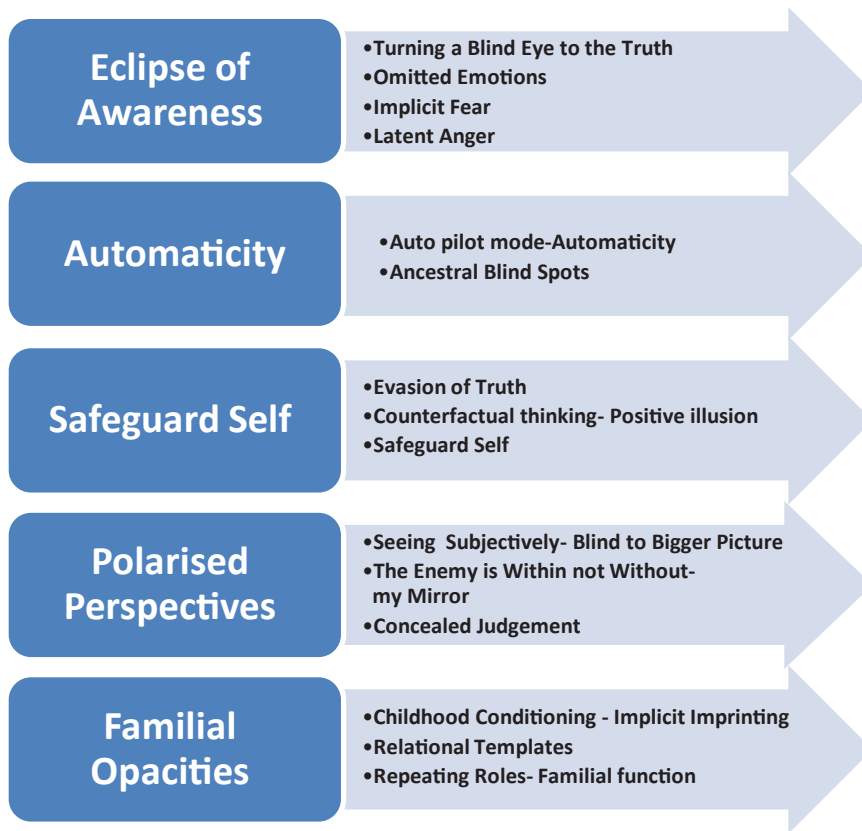 Eclipse of
Awareness
•Turning a Blind Eye to the Truth
•Omitted Emotions
•Implicit Fear
•Latent Anger
Automaticity
•Auto pilot mode-Automaticity
•Ancestral Blind Spots
Safeguard Self
•Evasion of Truth
•Counterfactual thinking- Positive illusion
•Safeguard Self
Polarised
Perspectives
•Seeing  Subjectively- Blind to Bigger Picture
•The Enemy is Within not Without-
my Mirror
•Concealed Judgement
Familial
Opacities
•Childhood Conditioning - Implicit Imprinting
•Relational Templates
•Repeating Roles- Familial function